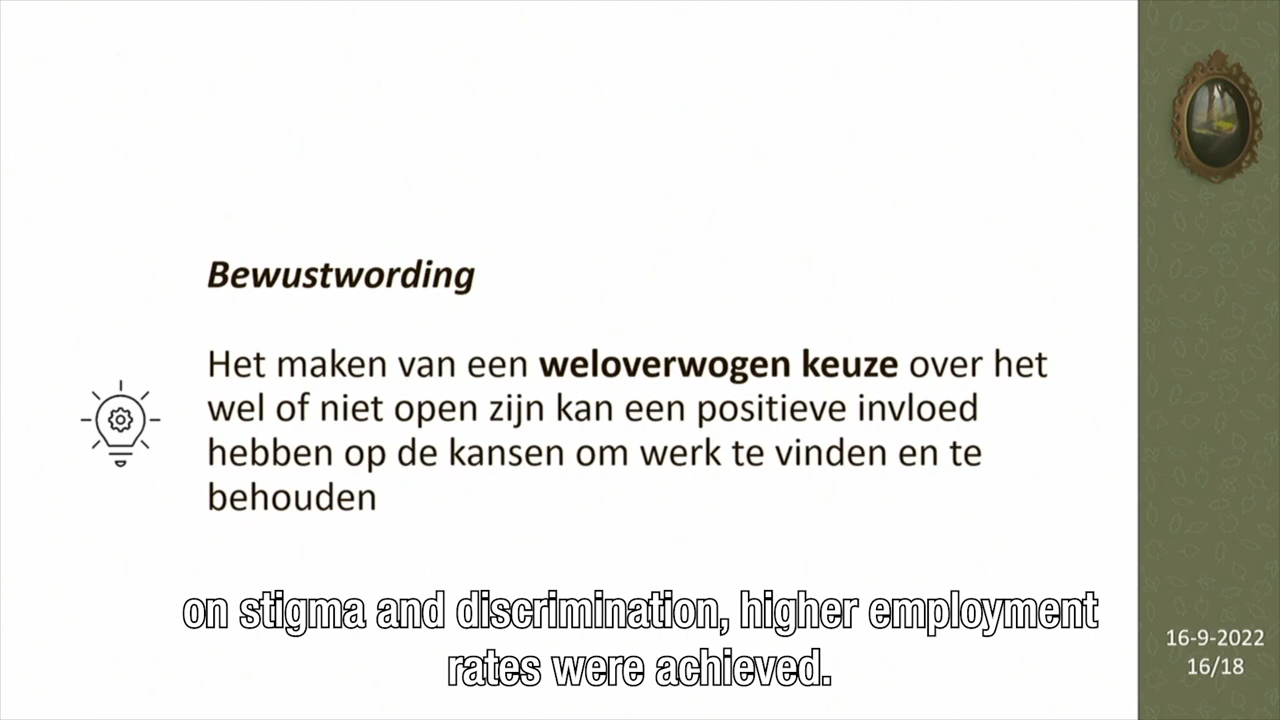 Bewustwording
Het maken van een weloverwogen keuze over het
wel of niet open zijn kan een positieve invloed
hebben op de kansen om werk te vinden en te
behouden
on stigma and discrimination, higher employment
rates were achieved.
16-9-2022
16/18